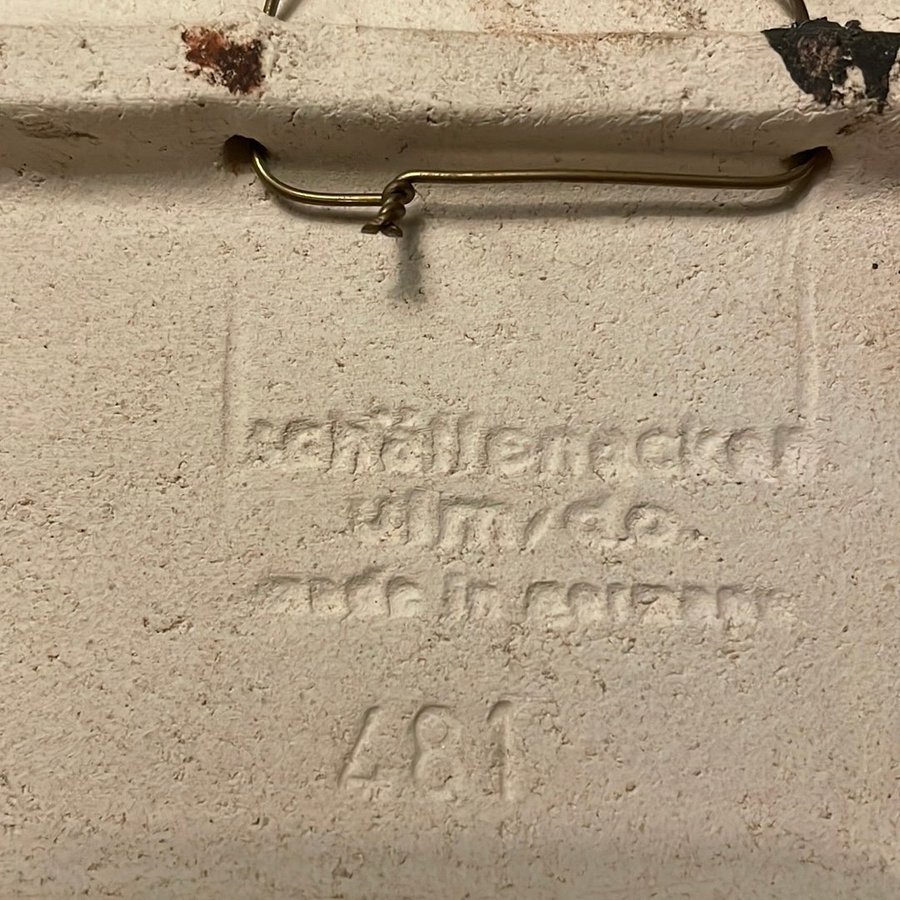 schäffenacker
ulm/do.
made in germany
481